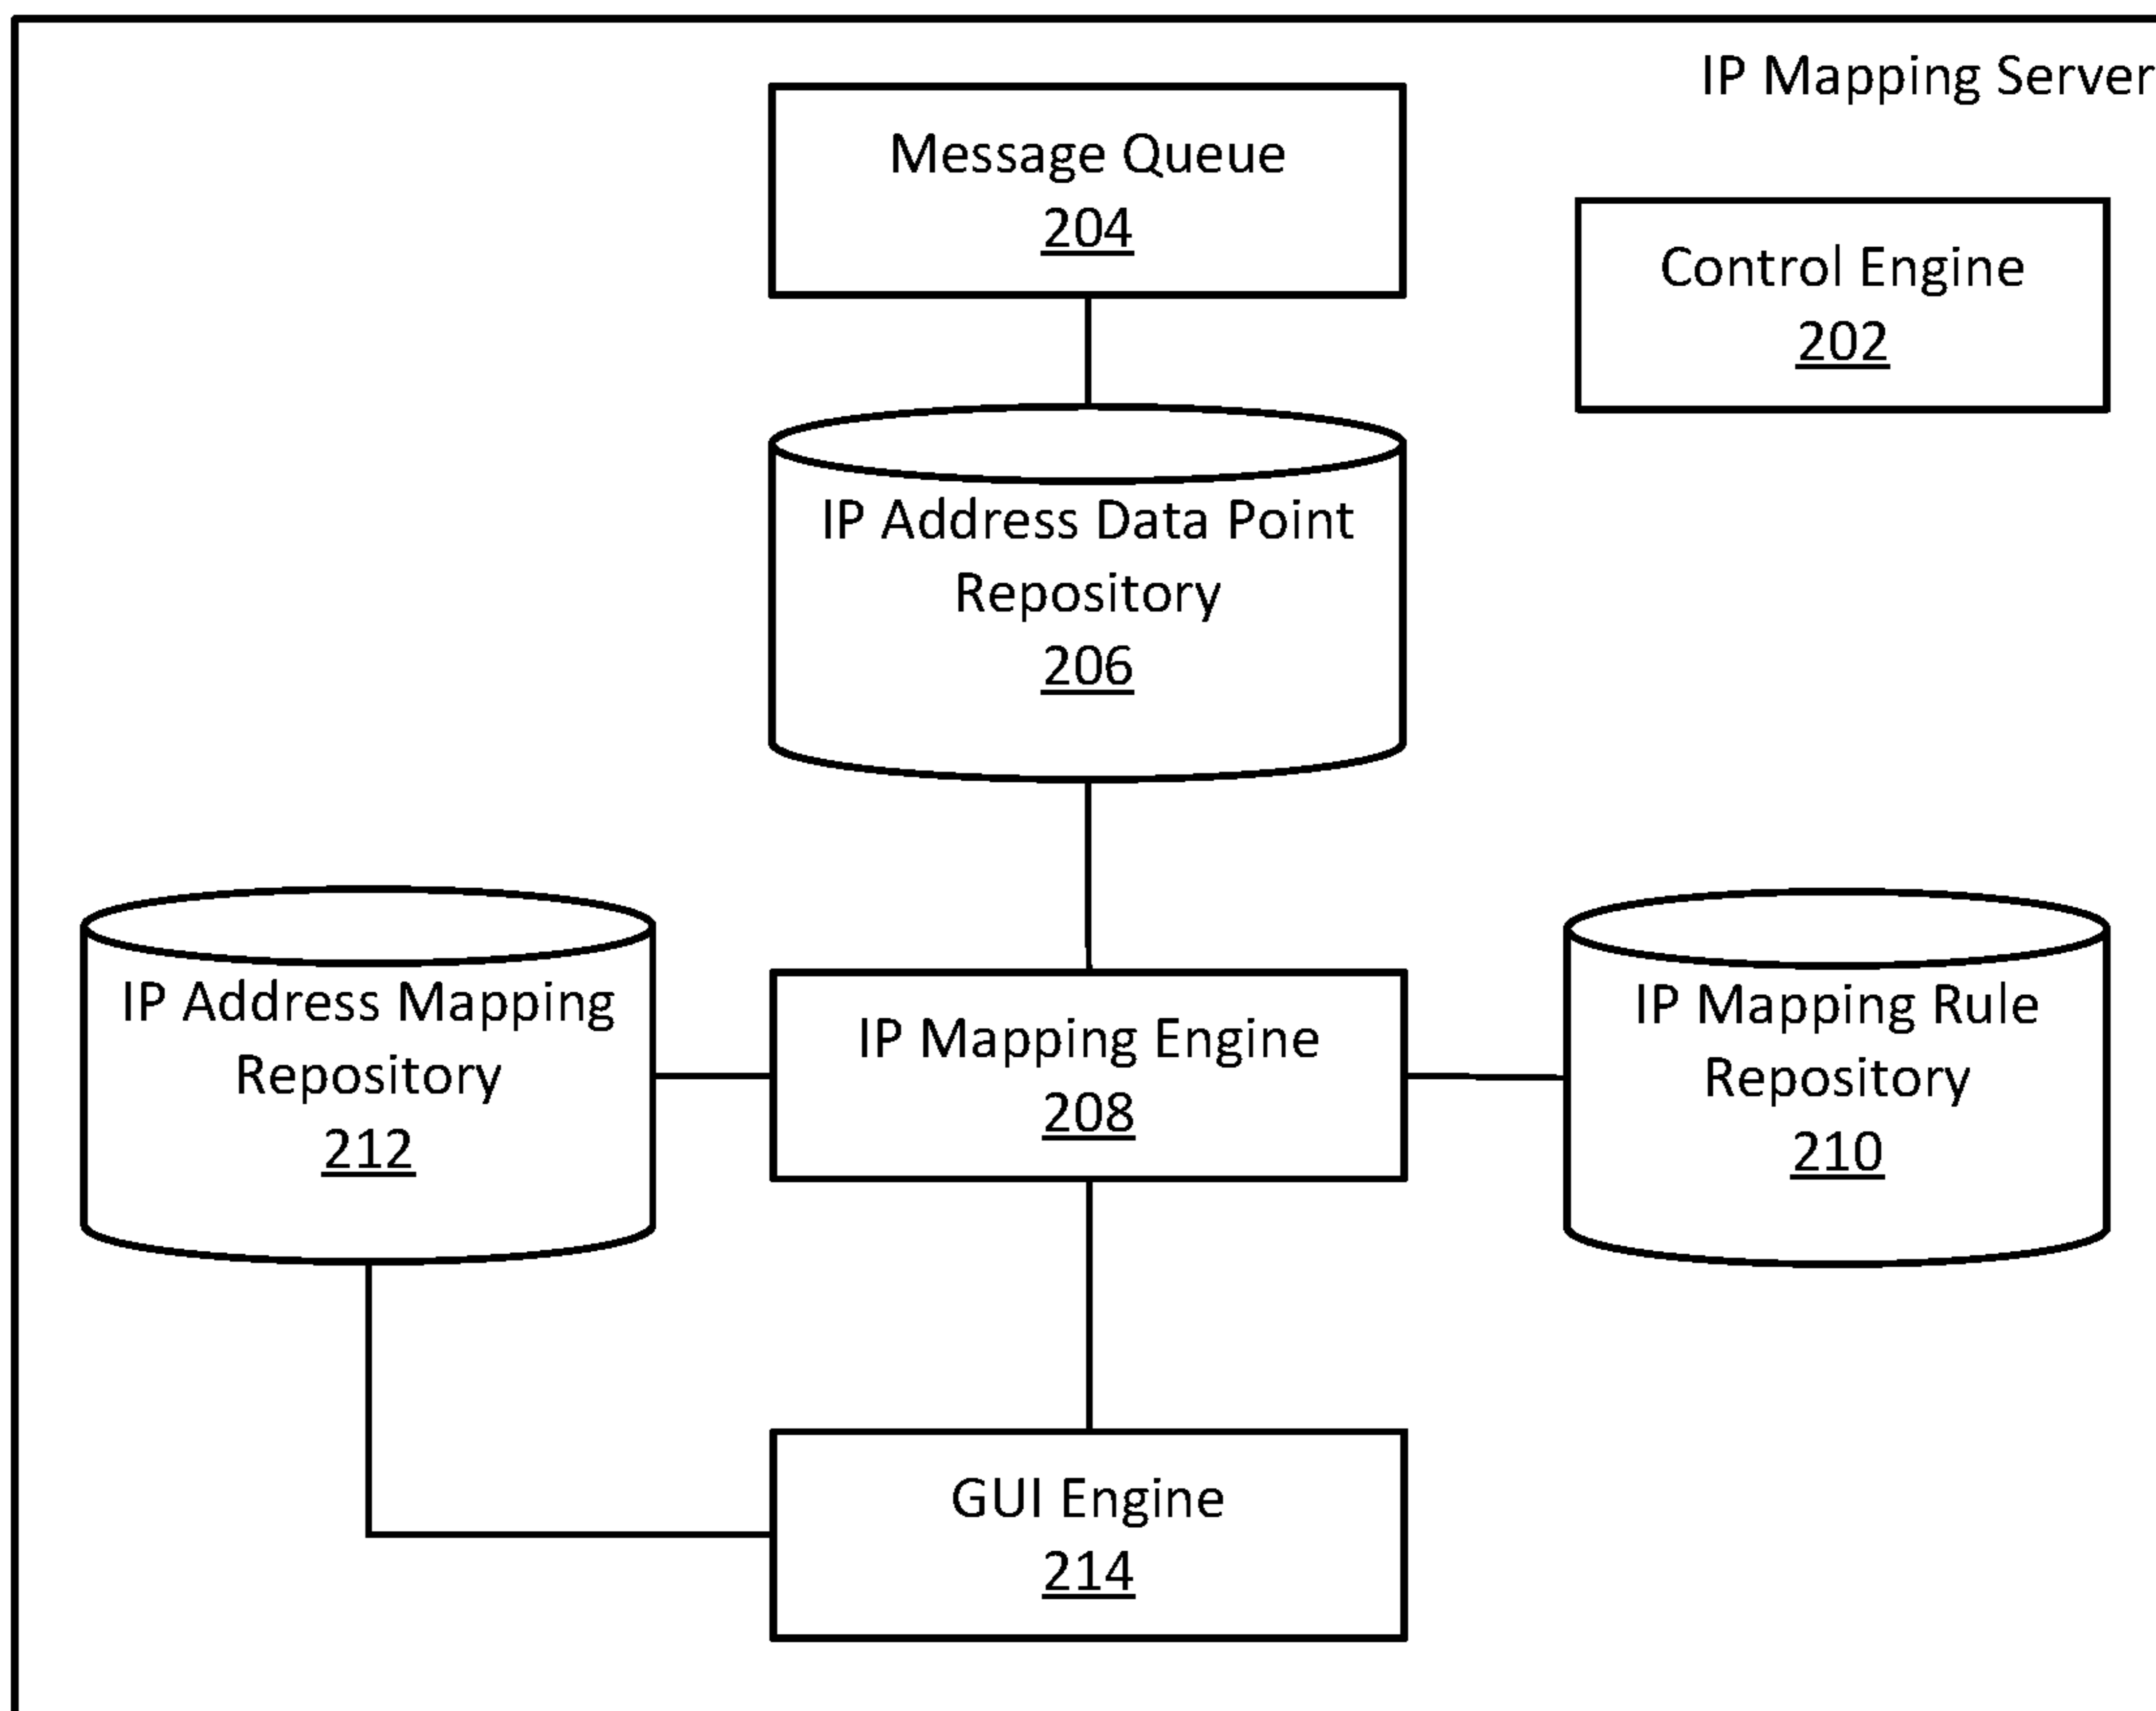 IP Mapping Server
Message Queue
204
Control Engine
202
IP Address Data Point
Repository
206
IP Address Mapping
Repository
212
IP Mapping Engine
208
IP Mapping Rule
Repository
210
GUI Engine
214